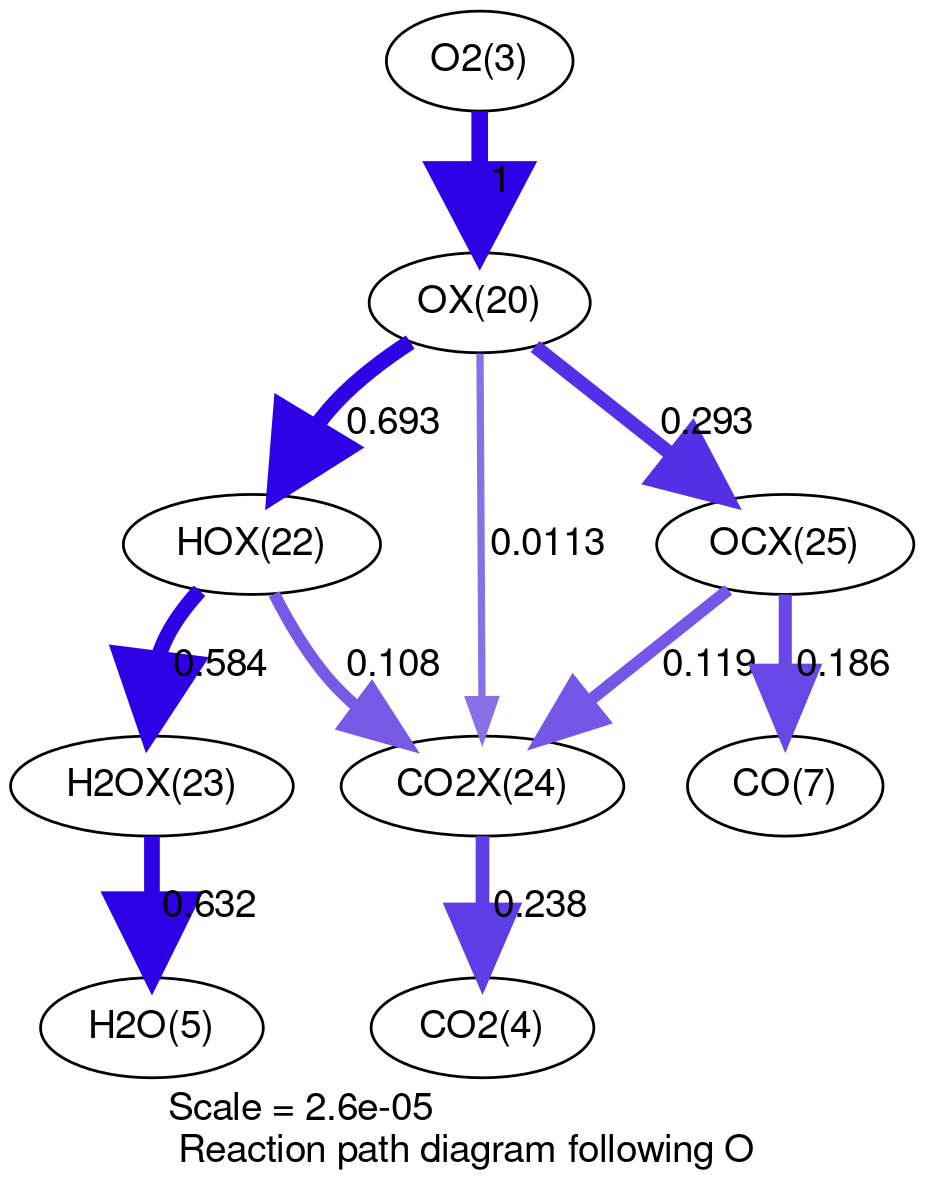 O2(3)
1
OX(20)
0.693
0.293
HOX(22)
0.0113
OCX(25)
0.584
0.108
0.119
0.186
H2OX(23)
CO2X(24)
CO(7)
0.632
0.238
H2O(5)
CO2(4)
Scale = 2.6e-05
Reaction path diagram following O